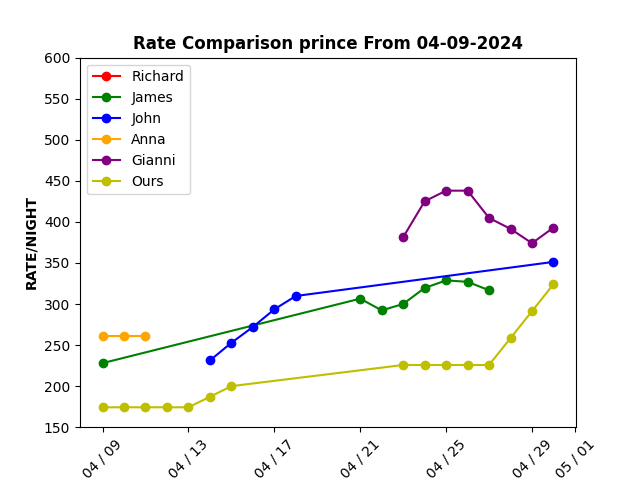 Rate Comparison prince From 04-09-2024
600
550
500
450
400
350
300
250
200
150
RATE/NIGHT
Richard
James
John
Anna
Gianni
Ours
04 / 09
04 / 13
04 / 17
04 / 21
04 / 25
04 / 29
05 / 01